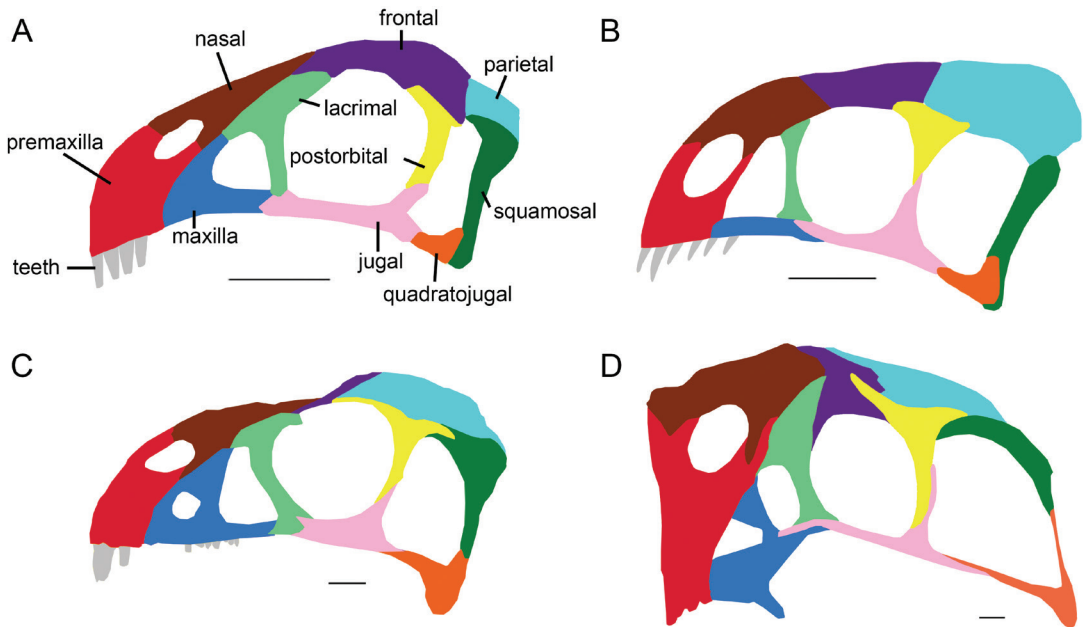 A
frontal
B
nasal
parietal
lacrimal
premaxilla
postorbital
squamosal
maxilla
teeth
jugal
quadratojugal
C
D